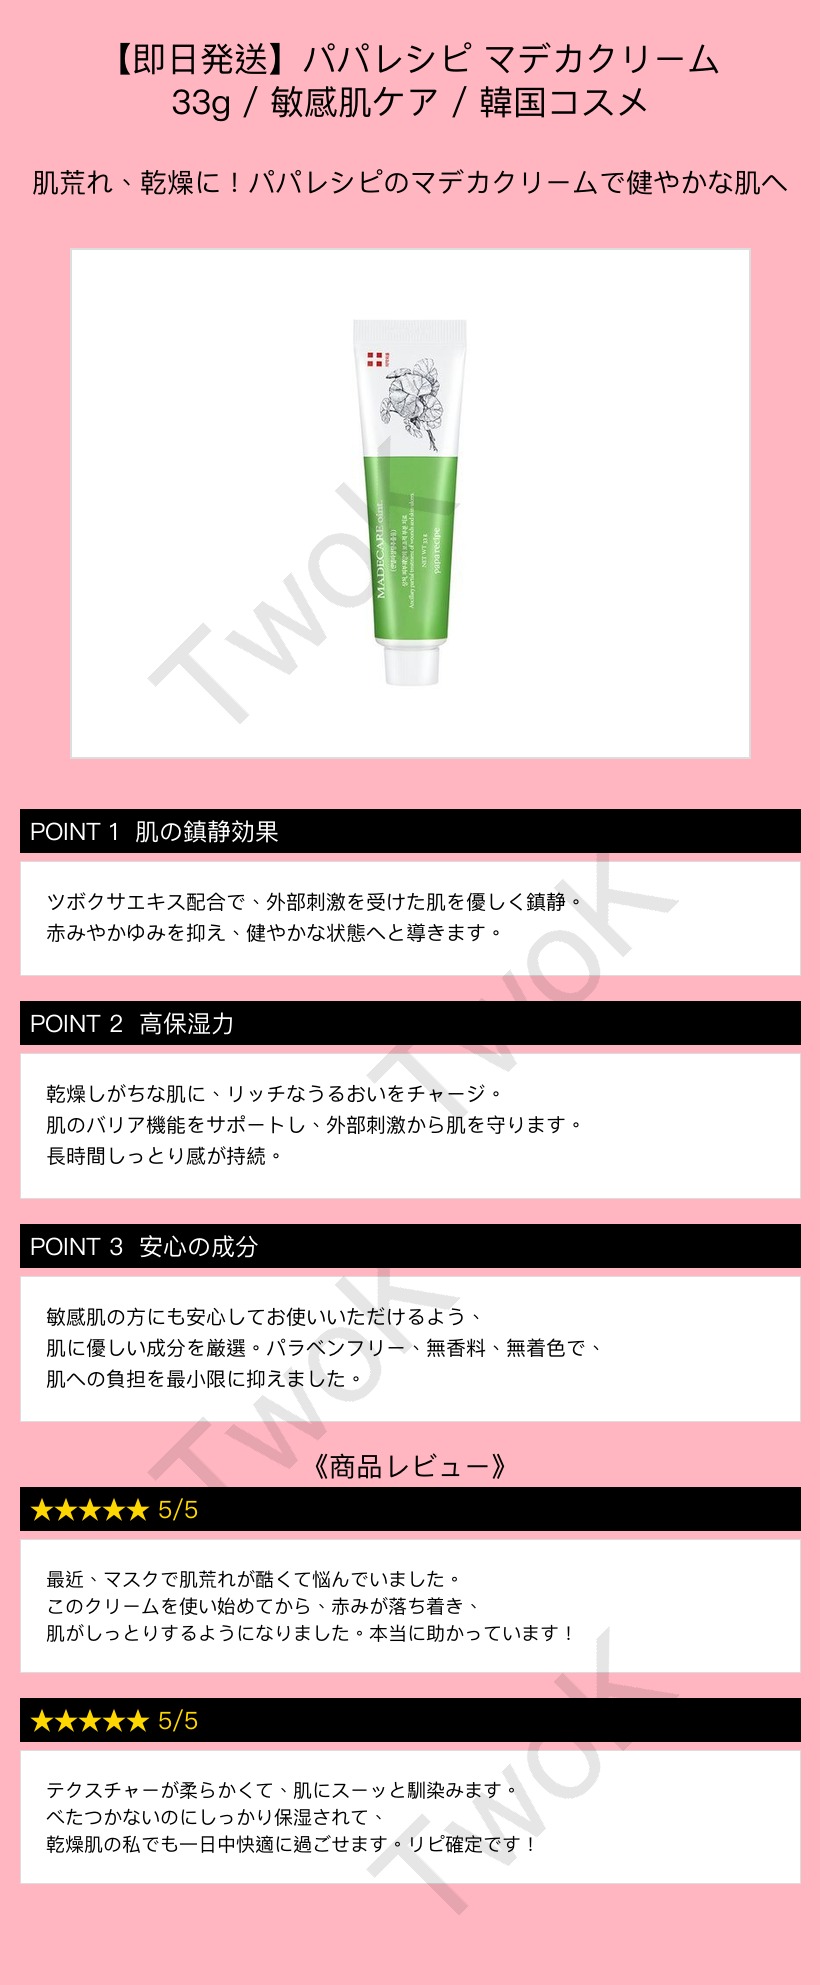 【即日発送】パパレシピ マデカクリーム
33g / 敏感肌ケア / 韓国コスメ
肌荒れ、乾燥に！パパレシピのマデカクリームで健やかな肌へ
MADECARE oint.
NET WT 33 g
paparecipe
TwoK
POINT 1 肌の鎮静効果
ツボクサエキス配合で、外部刺激を受けた肌を優しく鎮静。
赤みやかゆみを抑え、健やかな状態へと導きます。
TwoK
POINT 2 高保湿力
乾燥しがちな肌に、リッチなうるおいをチャージ。
肌のバリア機能をサポートし、外部刺激から肌を守ります。
長時間しっとり感が持続。
POINT 3 安心の成分
敏感肌の方にも安心してお使いいただけるよう、
肌に優しい成分を厳選。パラベンフリー、無香料、無着色で、
肌への負担を最小限に抑えました。
TwoK
《商品レビュー》
★★★★★ 5/5
最近、マスクで肌荒れが酷くて悩んでいました。
このクリームを使い始めてから、赤みが落ち着き、
肌がしっとりするようになりました。本当に助かっています！
★★★★★ 5/5
テクスチャーが柔らかくて、肌にスーッと馴染みます。
べたつかないのにしっかり保湿されて、
乾燥肌の私でも一日中快適に過ごせます。リピ確定です！
TwoK